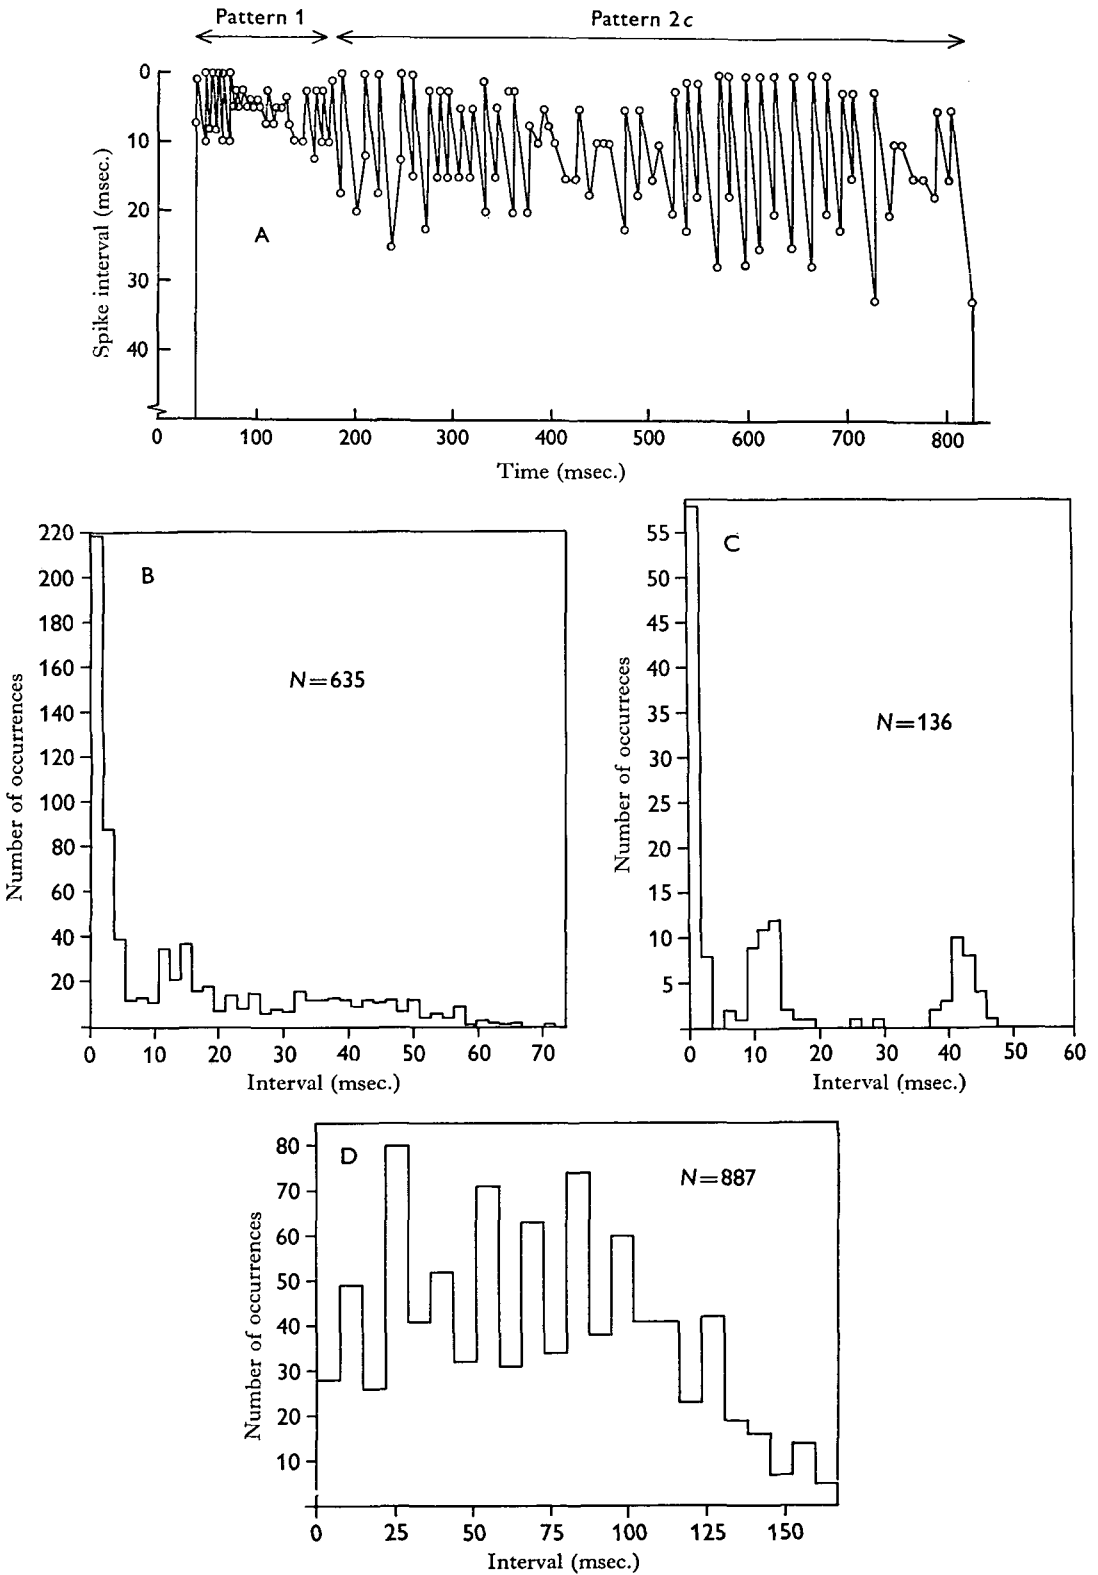 Pattern 1
Pattern 2c
0
10
20
30
40
Spike interval (msec.)
A
0 100 200 300 400 500 600 700 800
Time (msec.)
220
200
180
160
140
120
100
80
60
40
20
Number of occurrences
B
N=635
0 10 20 30 40 50 60 70
Interval (msec.)
55
50
45
40
35
30
25
20
15
10
5
Number of occurreces
C
N=136
0 10 20 30 40 50 60
Interval (msec.)
80
70
60
50
40
30
20
10
Number of occurrences
D
N=887
0 25 50 75 100 125 150
Interval (msec.)